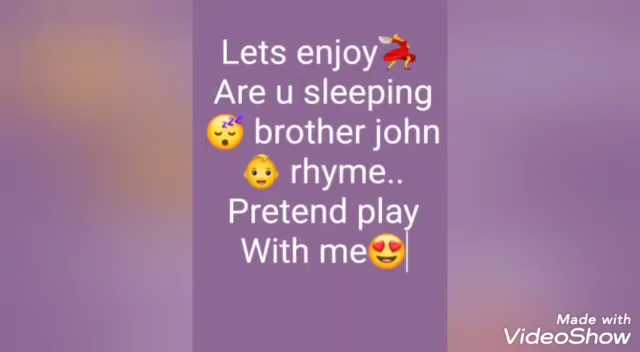 Lets enjoy💃
Are u sleeping
😴 brother john
👶 rhyme..
Pretend play
With me😍
Made with
VideoShow